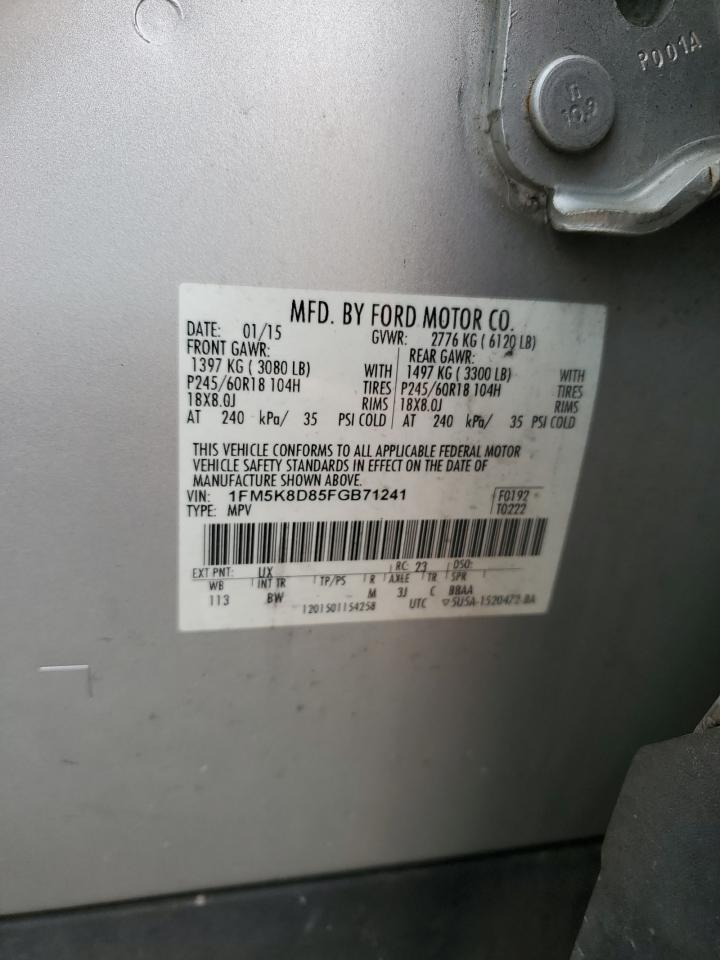 P001A
10.9
MFD. BY FORD MOTOR CO.
DATE: 01/15 GVWR: 2776 KG ( 6120 LB)
FRONT GAWR: REAR GAWR:
1397 KG ( 3080 LB) WITH 1497 KG ( 3300 LB) WITH
P245/60R18 104H TIRES P245/60R18 104H TIRES
18X8.0J RIMS 18X8.0J RIMS
AT 240 kPa/ 35 PSI COLD AT 240 kPa/ 35 PSI COLD
THIS VEHICLE CONFORMS TO ALL APPLICABLE FEDERAL MOTOR
VEHICLE SAFETY STANDARDS IN EFFECT ON THE DATE OF
MANUFACTURE SHOWN ABOVE.
VIN: 1FM5K8D85FGB71241 F0192
TYPE: MPV T0222
EXT PNT: UX RC: 23 DSO:
WB INT TR TP/PS R AXLE TR SPR
113 BW M 3J C BBAA
1201501154258 UTC ▽5U5A-1520472-BA